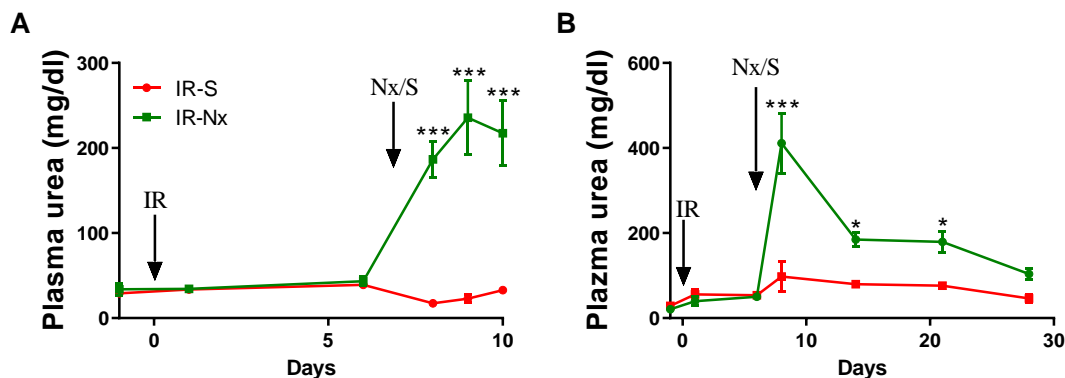 A
Plasma urea (mg/dl)
300
200
100
0
IR-S
IR-Nx
IR
Nx/S
***
***
***
0
5
10
Days
B
Plazma urea (mg/dl)
600
400
200
0
IR
Nx/S
***
*
*
0
10
20
30
Days